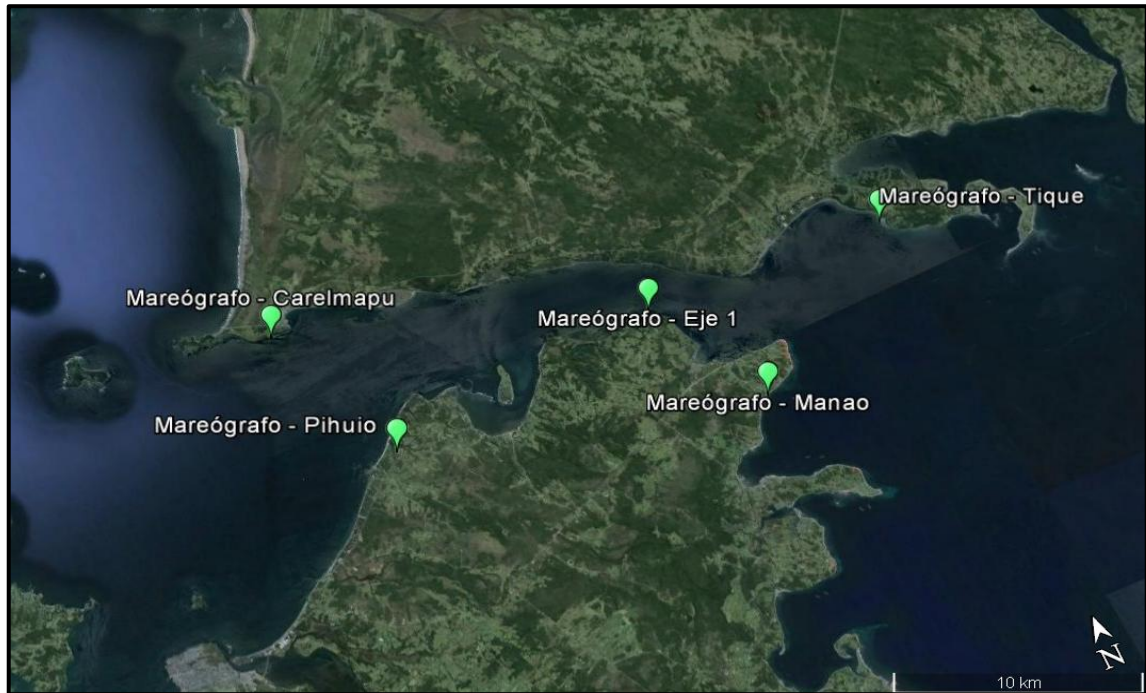 Mareógrafo - Tique
Mareógrafo - Carelmapu
Mareógrafo - Eje 1
Mareógrafo - Manao
Mareógrafo - Pihuio
N
10 km